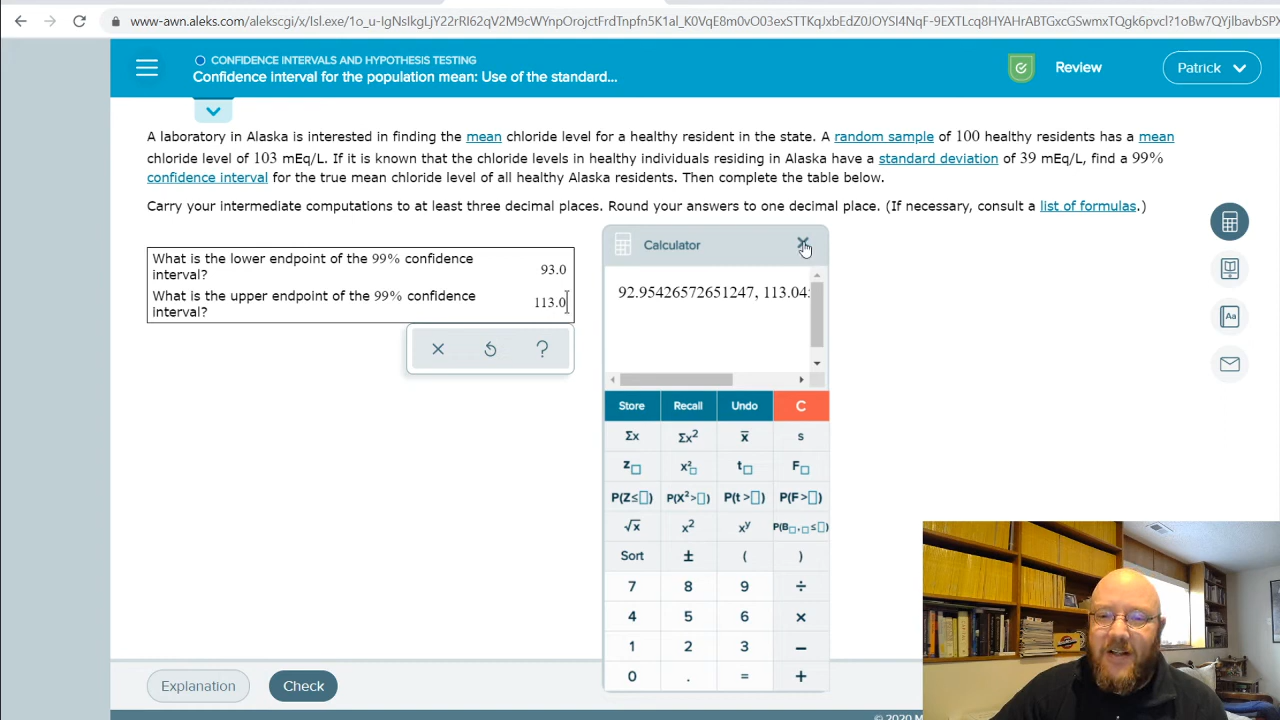 www-awn.aleks.com/alekscgi/x/Isl.exe/1o_u-
CONFIDENCE INTERVALS AND HYPOTHESIS TESTING
Confidence interval for the population mean: Use of the standard...
Review
Patrick
A laboratory in Alaska is interested in finding the mean chloride level for a healthy resident in the state. A random sample of 100 healthy residents has a mean
chloride level of 103 mEq/L. If it is known that the chloride levels in healthy individuals residing in Alaska have a standard deviation of 39 mEq/L, find a 99%
confidence interval for the true mean chloride level of all healthy Alaska residents. Then complete the table below.
Carry your intermediate computations to at least three decimal places. Round your answers to one decimal place. (If necessary, consult a list of formulas.)
What is the lower endpoint of the 99% confidence
interval?
93.0
What is the upper endpoint of the 99% confidence
interval?
113.0
×
?
Calculator
92.95426572651247, 113.04
Store Recall Undo C
Σx Σx² x̄ s
z□ x²□ t□ F□
P(Z≤□) P(X²>□) P(t >□) P(F>□)
√x x² xʸ P(B□,□≤□)
Sort ± ( )
7 8 9 ÷
4 5 6 ×
1 2 3 −
0 . = +
Aa
Explanation
Check
© 2020 M